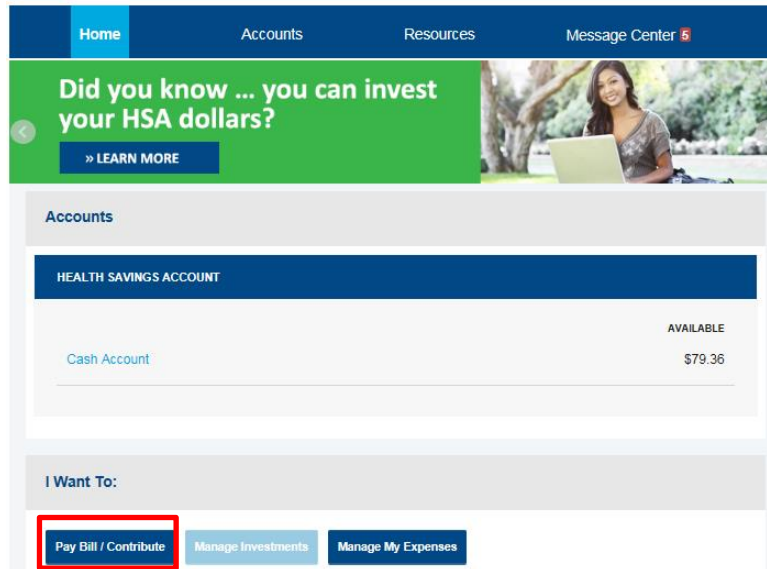 Home Accounts Resources Message Center 5
Did you know ... you can invest
your HSA dollars?
» LEARN MORE
Accounts
HEALTH SAVINGS ACCOUNT
AVAILABLE
Cash Account $79.36
I Want To:
Pay Bill / Contribute Manage Investments Manage My Expenses